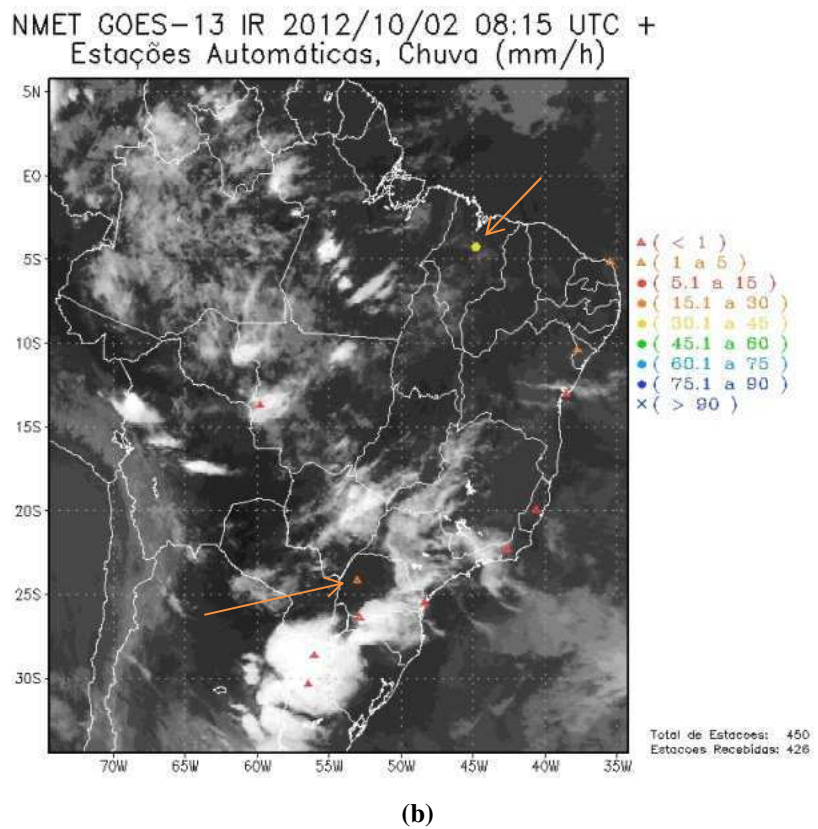 NMET GOES-13 IR 2012/10/02 08:15 UTC +
Estações Automáticas, Chuva (mm/h)
5N
EQ
5S
10S
15S
20S
25S
30S
70W 65W 60W 55W 50W 45W 40W 35W
( < 1 )
( 1 a 5 )
( 5.1 a 15 )
( 15.1 a 30 )
( 30.1 a 45 )
( 45.1 a 60 )
( 60.1 a 75 )
( 75.1 a 90 )
( > 90 )
Total de Estacoes: 450
Estacoes Recebidas: 426
(b)